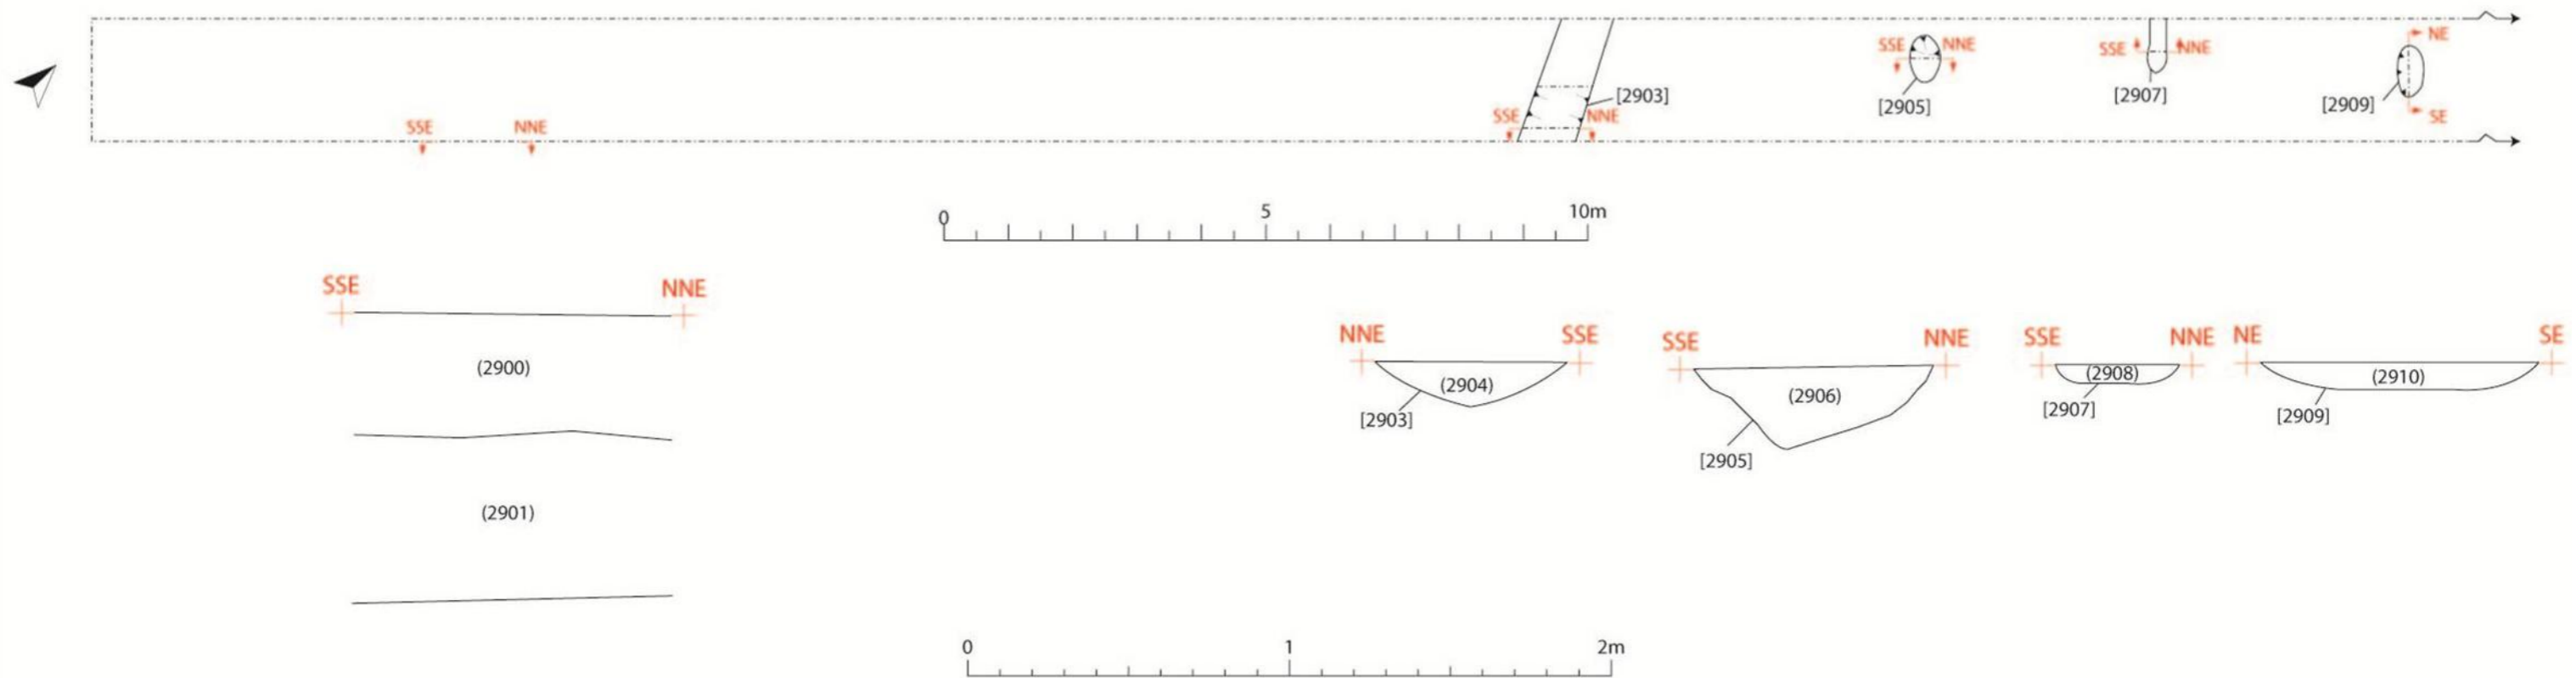 SSE NNE NE
[2903]
[2905]
[2907]
[2909]
SSE NNE SSE NNE SE
SSE NNE
0 5 10m
SSE NNE
(2900)
(2901)
NNE SSE
(2904)
[2903]
SSE NNE
(2906)
[2905]
SSE NNE
(2908)
[2907]
NE SE
(2910)
[2909]
0 1 2m